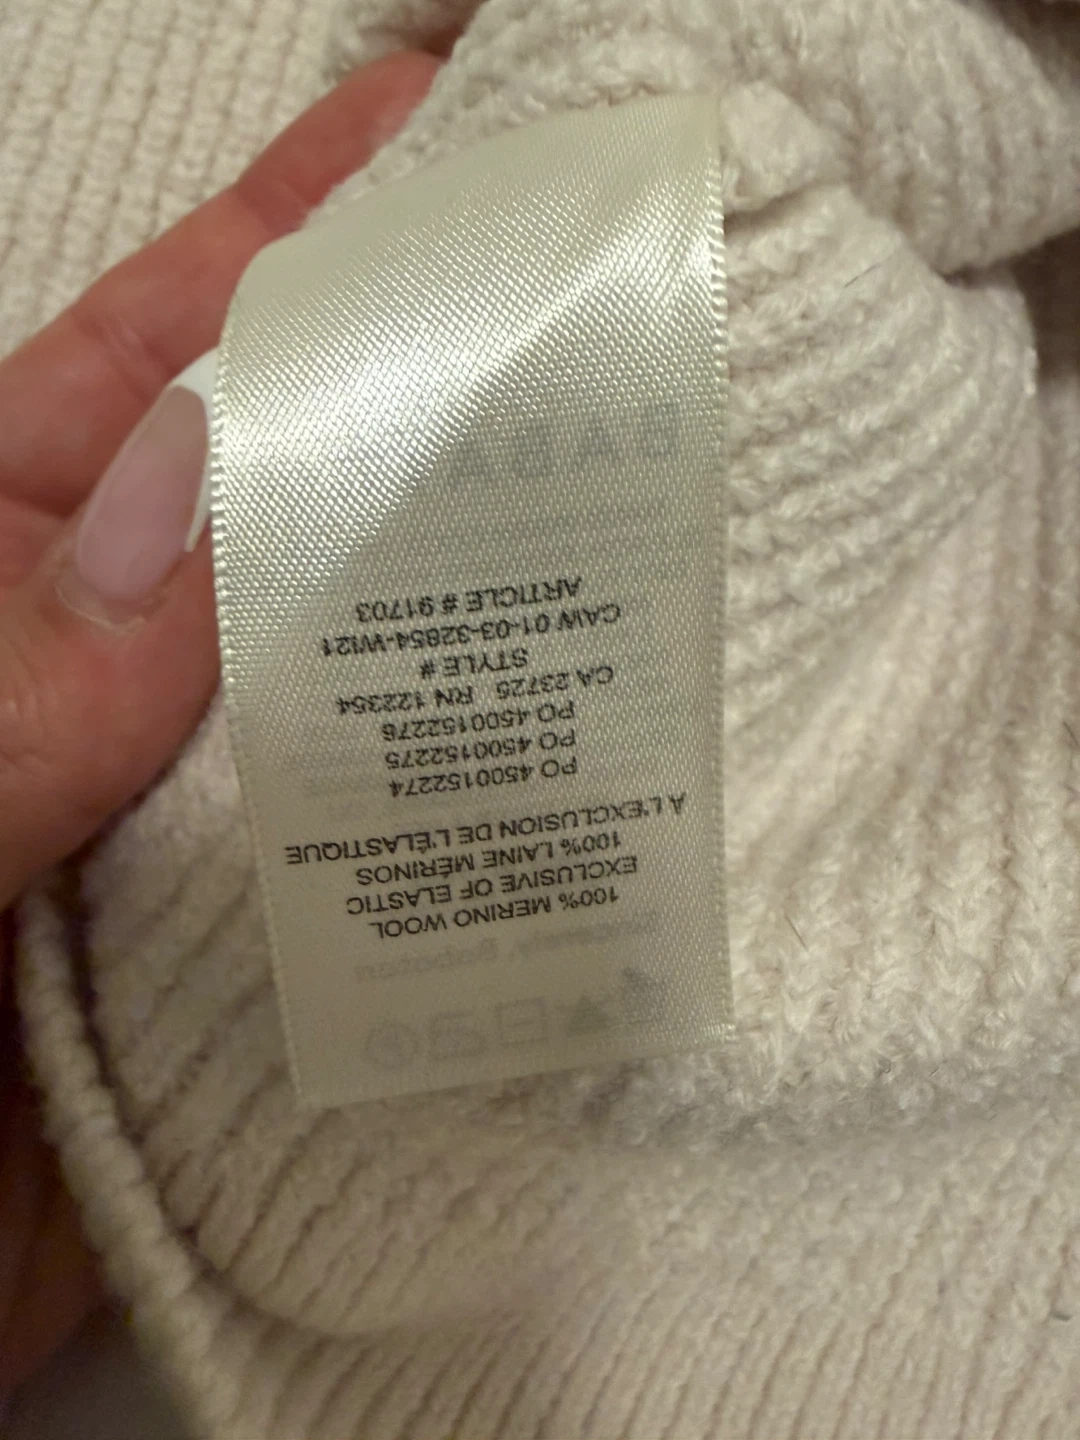 100% MERINO WOOL
EXCLUSIVE OF ELASTIC
100% LAINE MÉRINOS
À L'EXCLUSION DE L'ÉLASTIQUE
PO 4500152274
PO 4500152275
PO 4500152276
CA 23725 RN 122354
STYLE #
CAW 01-03-32854-WI21
ARTICLE # 91703